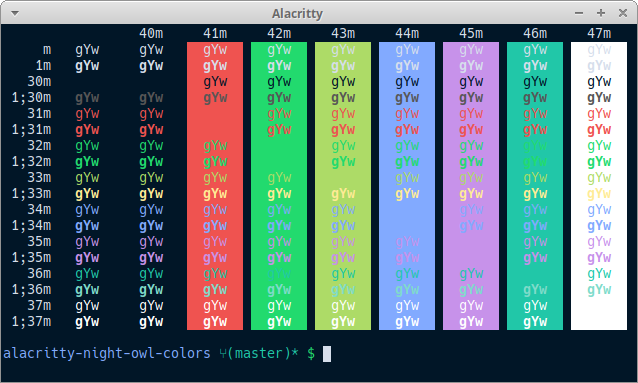 Alacritty
40m 41m 42m 43m 44m 45m 46m 47m
m gYw gYw gYw gYw gYw gYw gYw gYw gYw
1m gYw gYw gYw gYw gYw gYw gYw gYw gYw
30m gYw gYw gYw gYw gYw gYw gYw
1;30m gYw gYw gYw gYw gYw gYw gYw gYw gYw
31m gYw gYw gYw gYw gYw gYw gYw gYw
1;31m gYw gYw gYw gYw gYw gYw gYw gYw
32m gYw gYw gYw gYw gYw gYw gYw gYw
1;32m gYw gYw gYw gYw gYw gYw gYw gYw
33m gYw gYw gYw gYw gYw gYw gYw gYw
1;33m gYw gYw gYw gYw gYw gYw gYw gYw gYw
34m gYw gYw gYw gYw gYw gYw gYw gYw
1;34m gYw gYw gYw gYw gYw gYw gYw gYw
35m gYw gYw gYw gYw gYw gYw gYw gYw
1;35m gYw gYw gYw gYw gYw gYw gYw gYw
36m gYw gYw gYw gYw gYw gYw gYw gYw
1;36m gYw gYw gYw gYw gYw gYw gYw gYw gYw
37m gYw gYw gYw gYw gYw gYw gYw gYw
1;37m gYw gYw gYw gYw gYw gYw gYw gYw
alacritty-night-owl-colors ⑂(master)* $